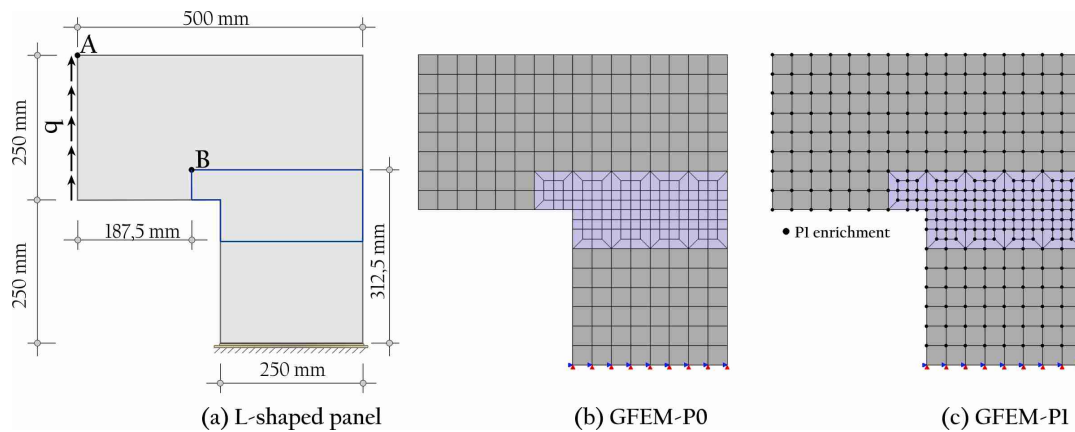 500 mm
A
q
250 mm
B
187,5 mm
250 mm
312,5 mm
250 mm
P1 enrichment
(a) L-shaped panel
(b) GFEM-P0
(c) GFEM-P1